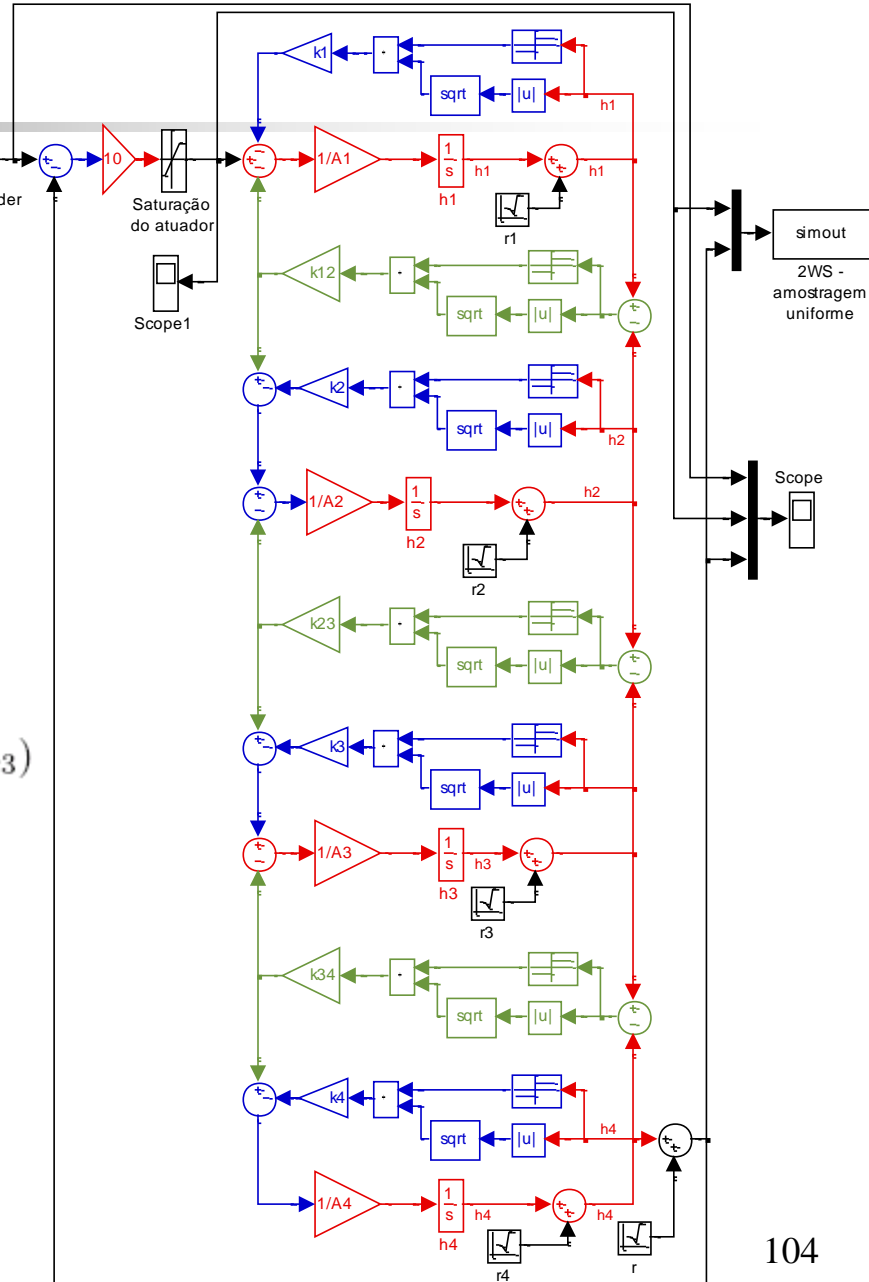 k1
sqrt
|u|
h1
10
1/A1
1
s
h1
h1
h1
der
Saturação
do atuador
r1
simout
2WS -
amostragem
uniforme
k12
sqrt
|u|
Scope1
k2
sqrt
|u|
h2
Scope
1/A2
1
s
h2
h2
r2
k23
sqrt
|u|
3)
k3
sqrt
|u|
1/A3
1
s
h3
h3
r3
k34
sqrt
|u|
k4
sqrt
|u|
h4
1/A4
1
s
h4
h4
h4
r4
r
104